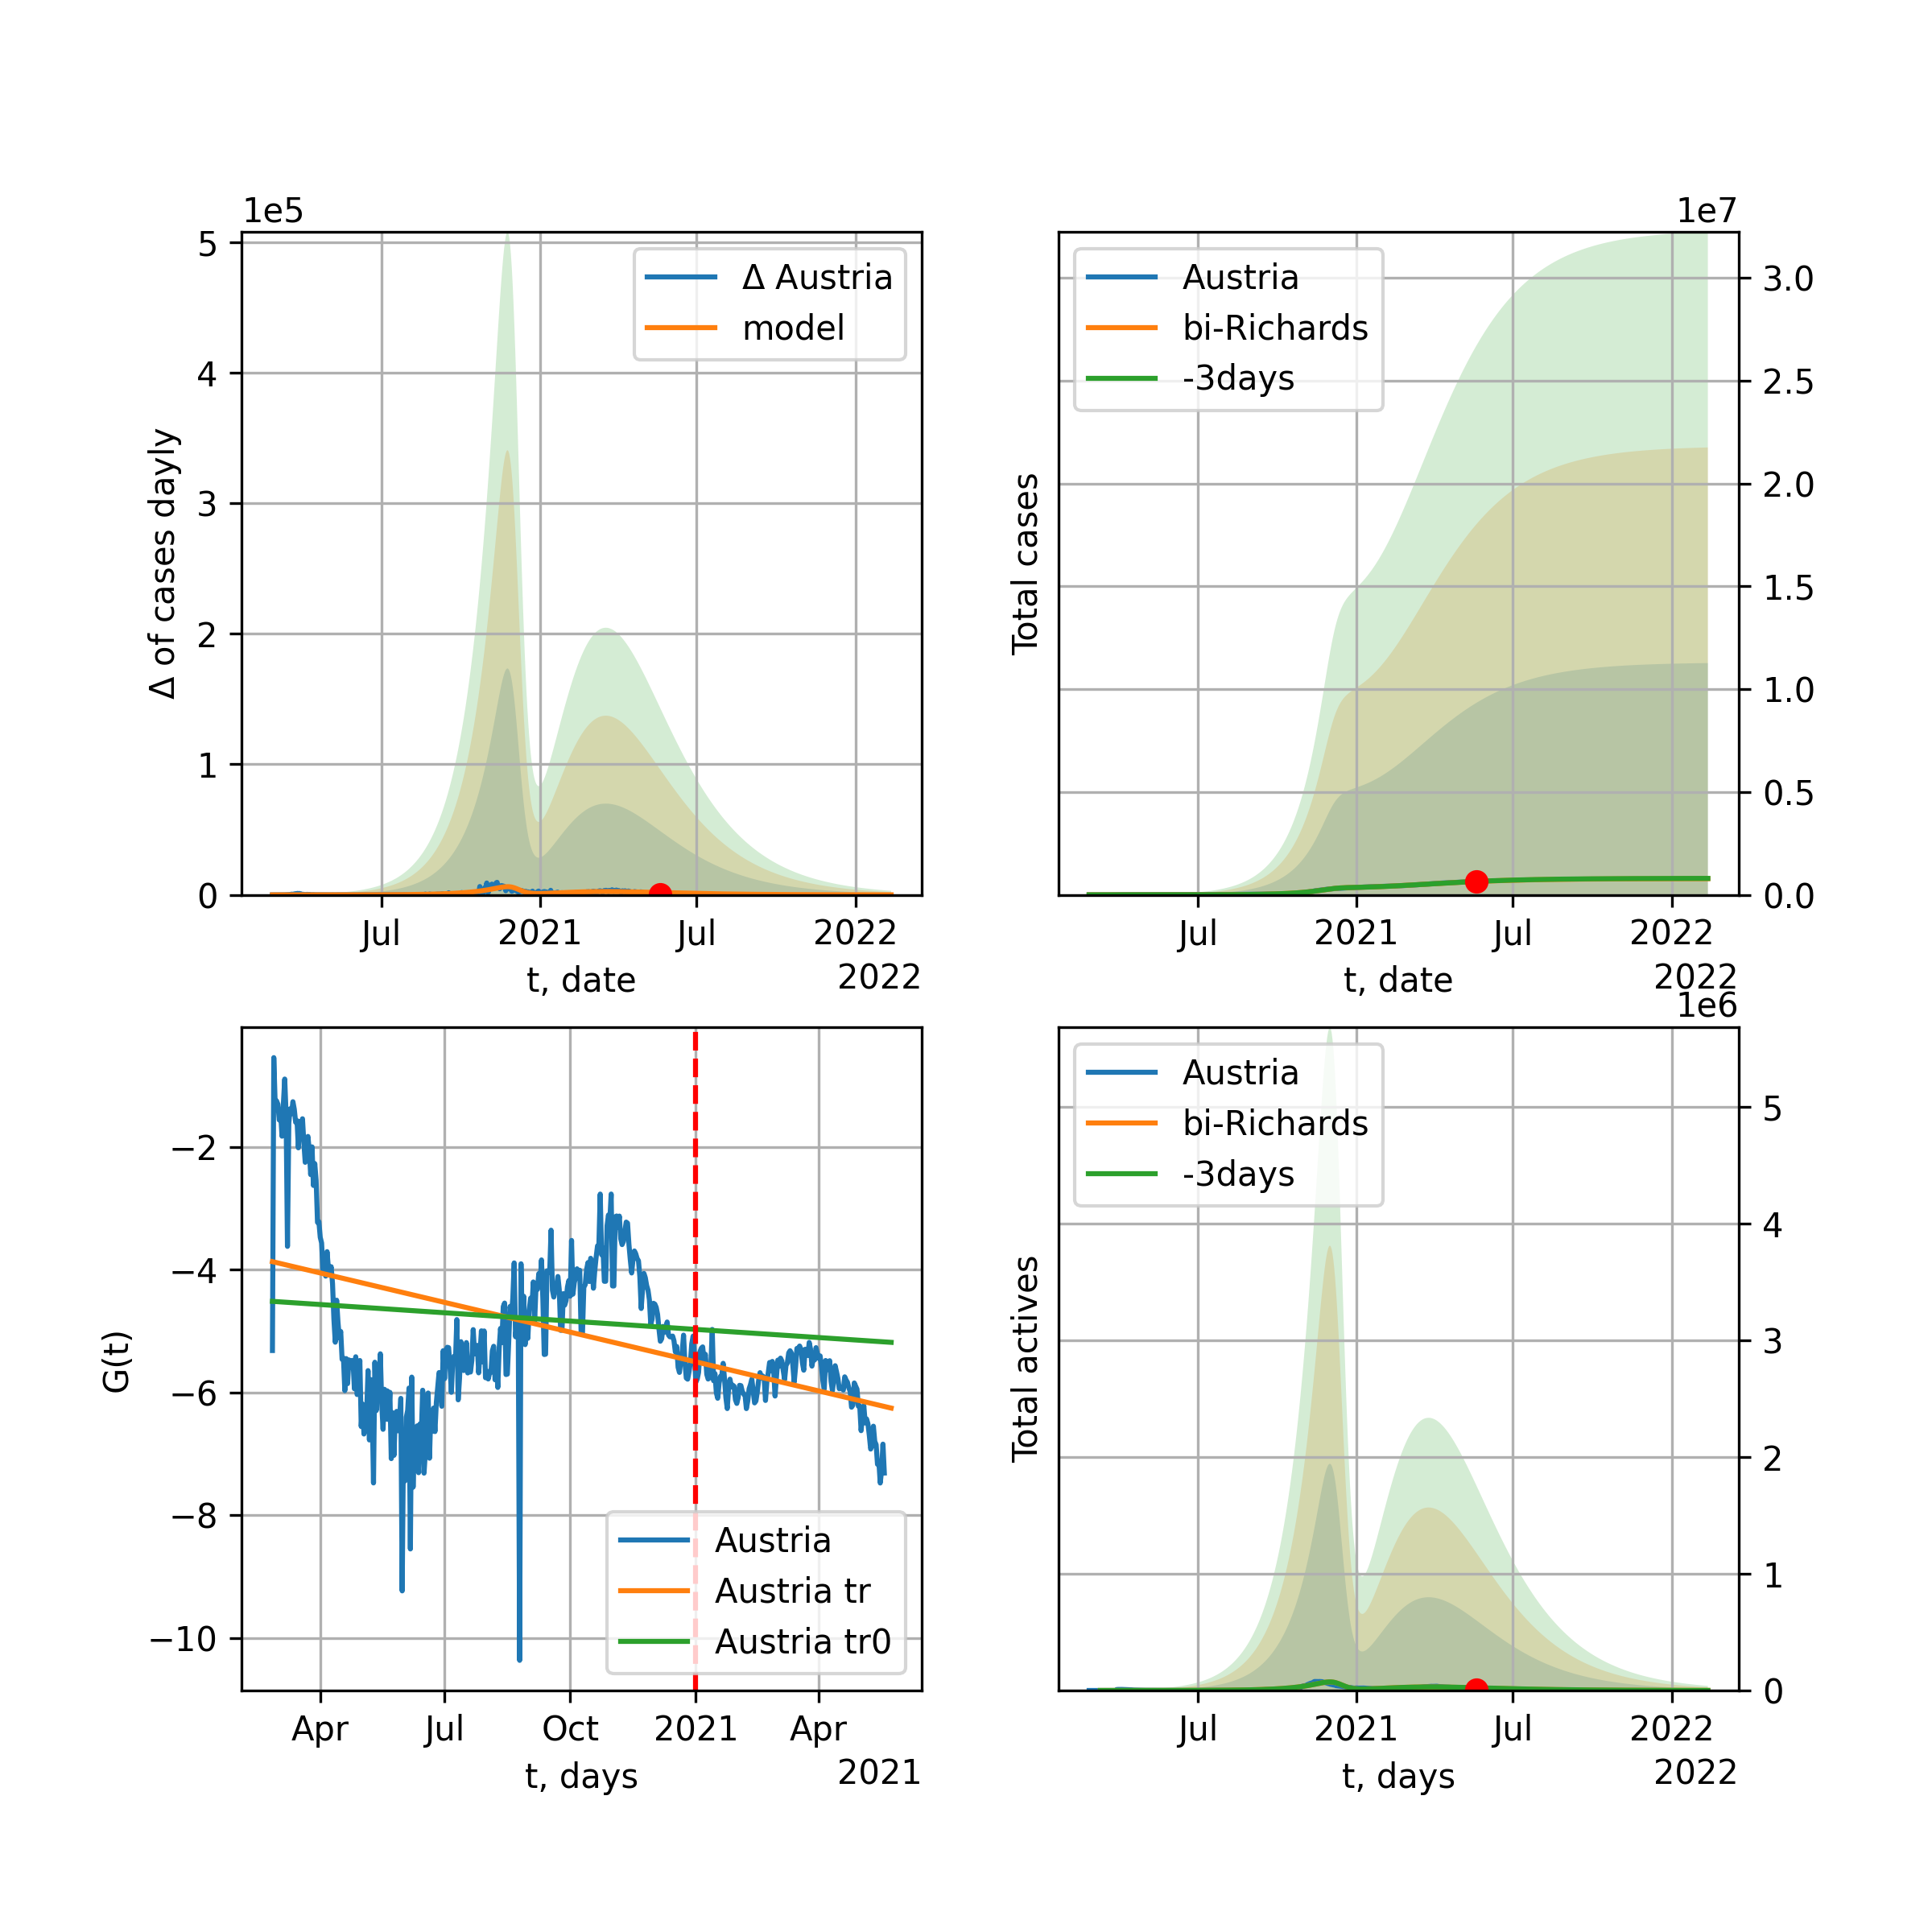 1e5
5
4
3
2
1
0
Δ of cases dayly
Δ Austria
model
Jul
2021
Jul
2022
t, date
2022
1e7
Total cases
Austria
bi-Richards
-3days
3.0
2.5
2.0
1.5
1.0
0.5
0.0
Jul
2021
Jul
2022
t, date
2022
−2
−4
−6
−8
−10
G(t)
Austria
Austria tr
Austria tr0
Apr
Jul
Oct
2021
Apr
t, days
2021
1e6
Total actives
Austria
bi-Richards
-3days
5
4
3
2
1
0
Jul
2021
Jul
2022
t, days
2022